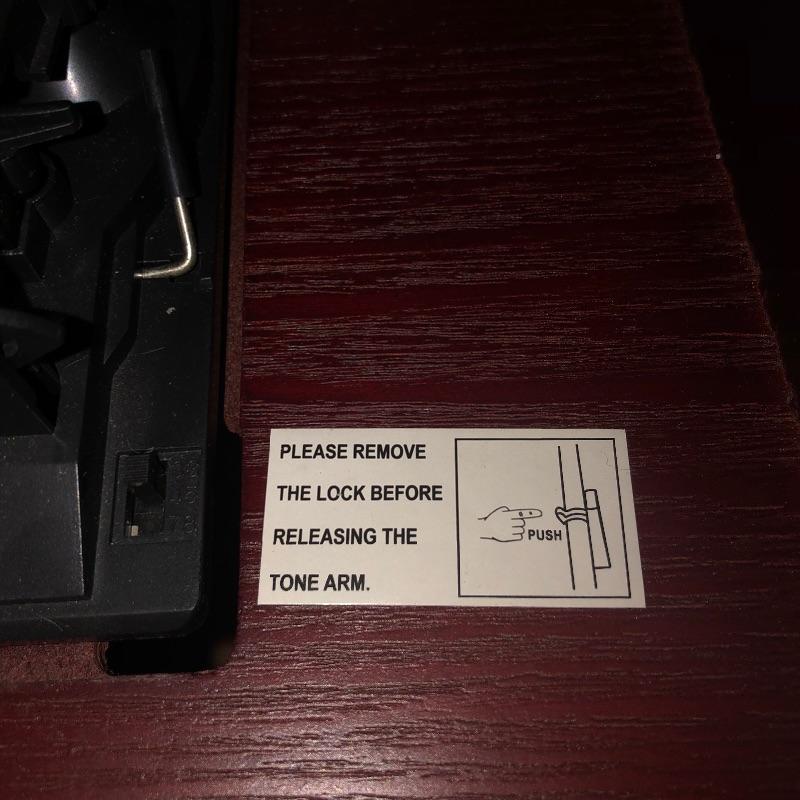 PLEASE REMOVE
THE LOCK BEFORE
RELEASING THE
TONE ARM.
PUSH